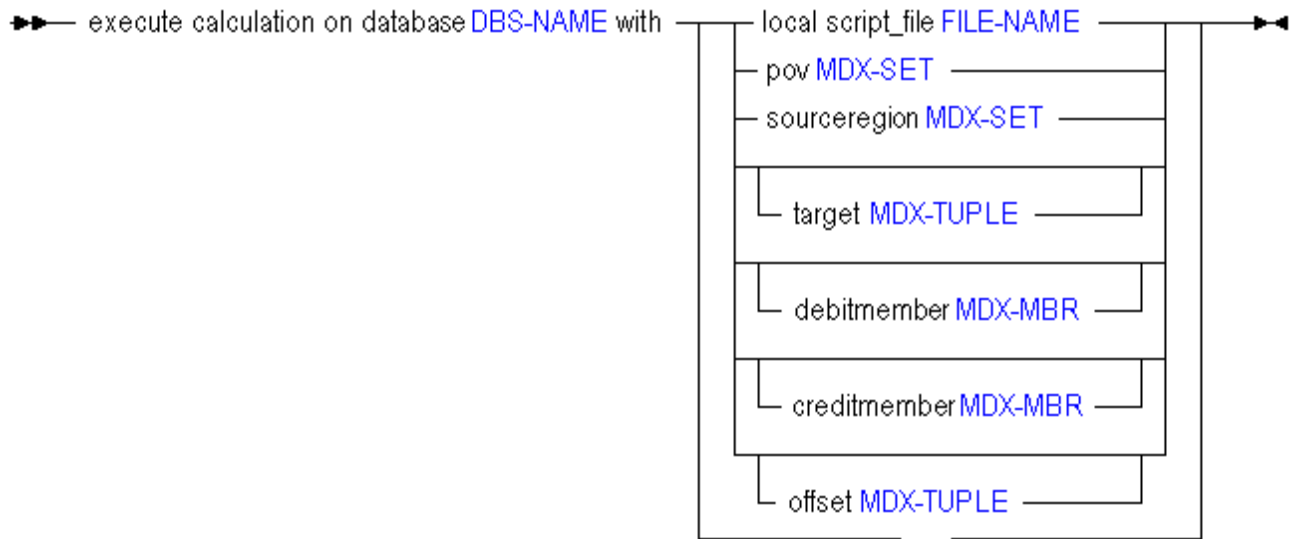 execute calculation on database DBS-NAME with local script_file FILE-NAME
pov MDX-SET
sourceregion MDX-SET
target MDX-TUPLE
debitmember MDX-MBR
creditmember MDX-MBR
offset MDX-TUPLE